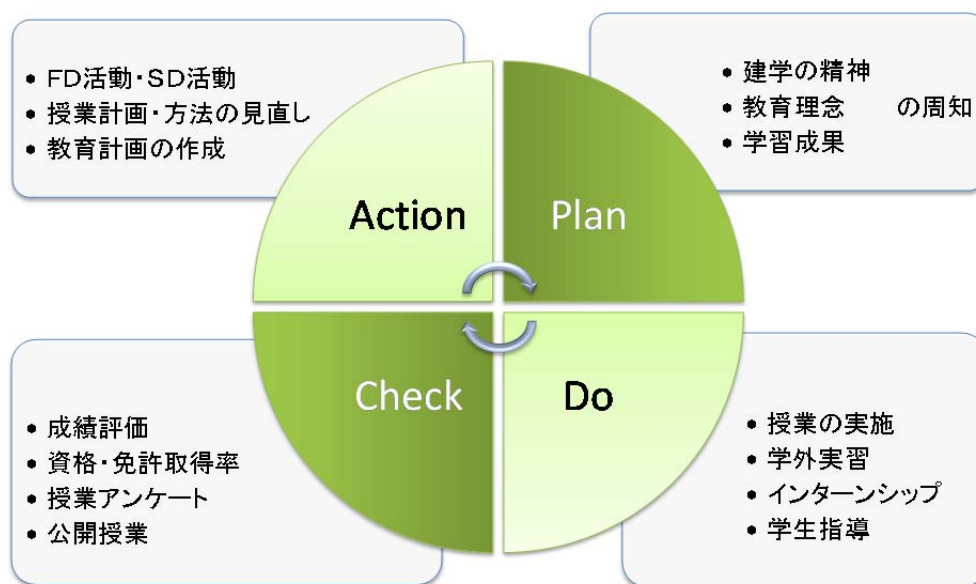 • FD活動・SD活動
• 授業計画・方法の見直し
• 教育計画の作成
• 建学の精神
• 教育理念 の周知
• 学習成果
Action
Plan
Check
Do
• 成績評価
• 資格・免許取得率
• 授業アンケート
• 公開授業
• 授業の実施
• 学外実習
• インターンシップ
• 学生指導